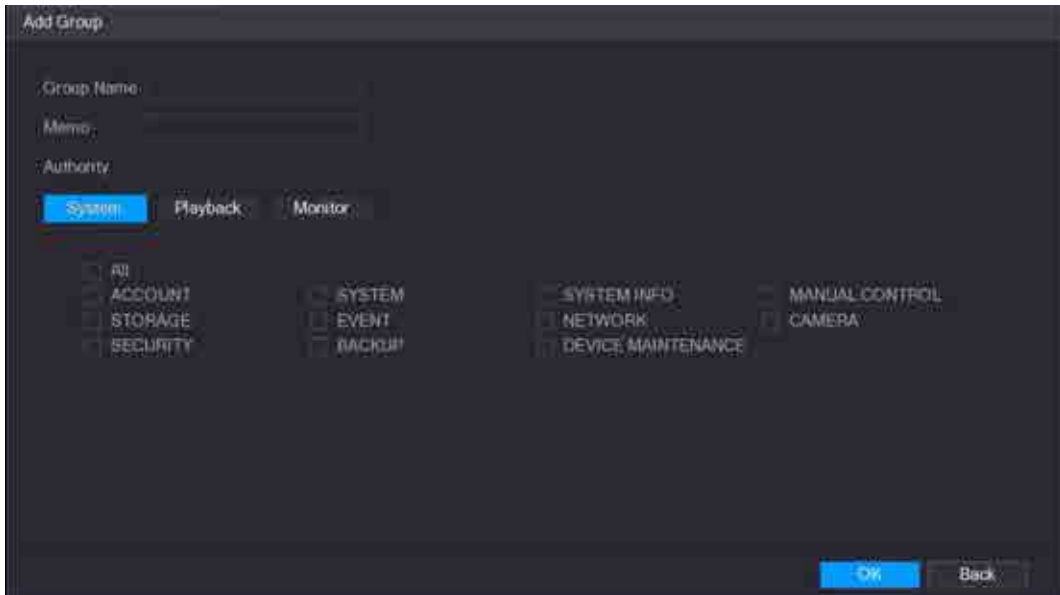 Add Group
Group Name
Memo
Authority
System Playback Monitor
All
ACCOUNT SYSTEM SYSTEM INFO MANUAL CONTROL
STORAGE EVENT NETWORK CAMERA
SECURITY BACKUP DEVICE MAINTENANCE
OK Back